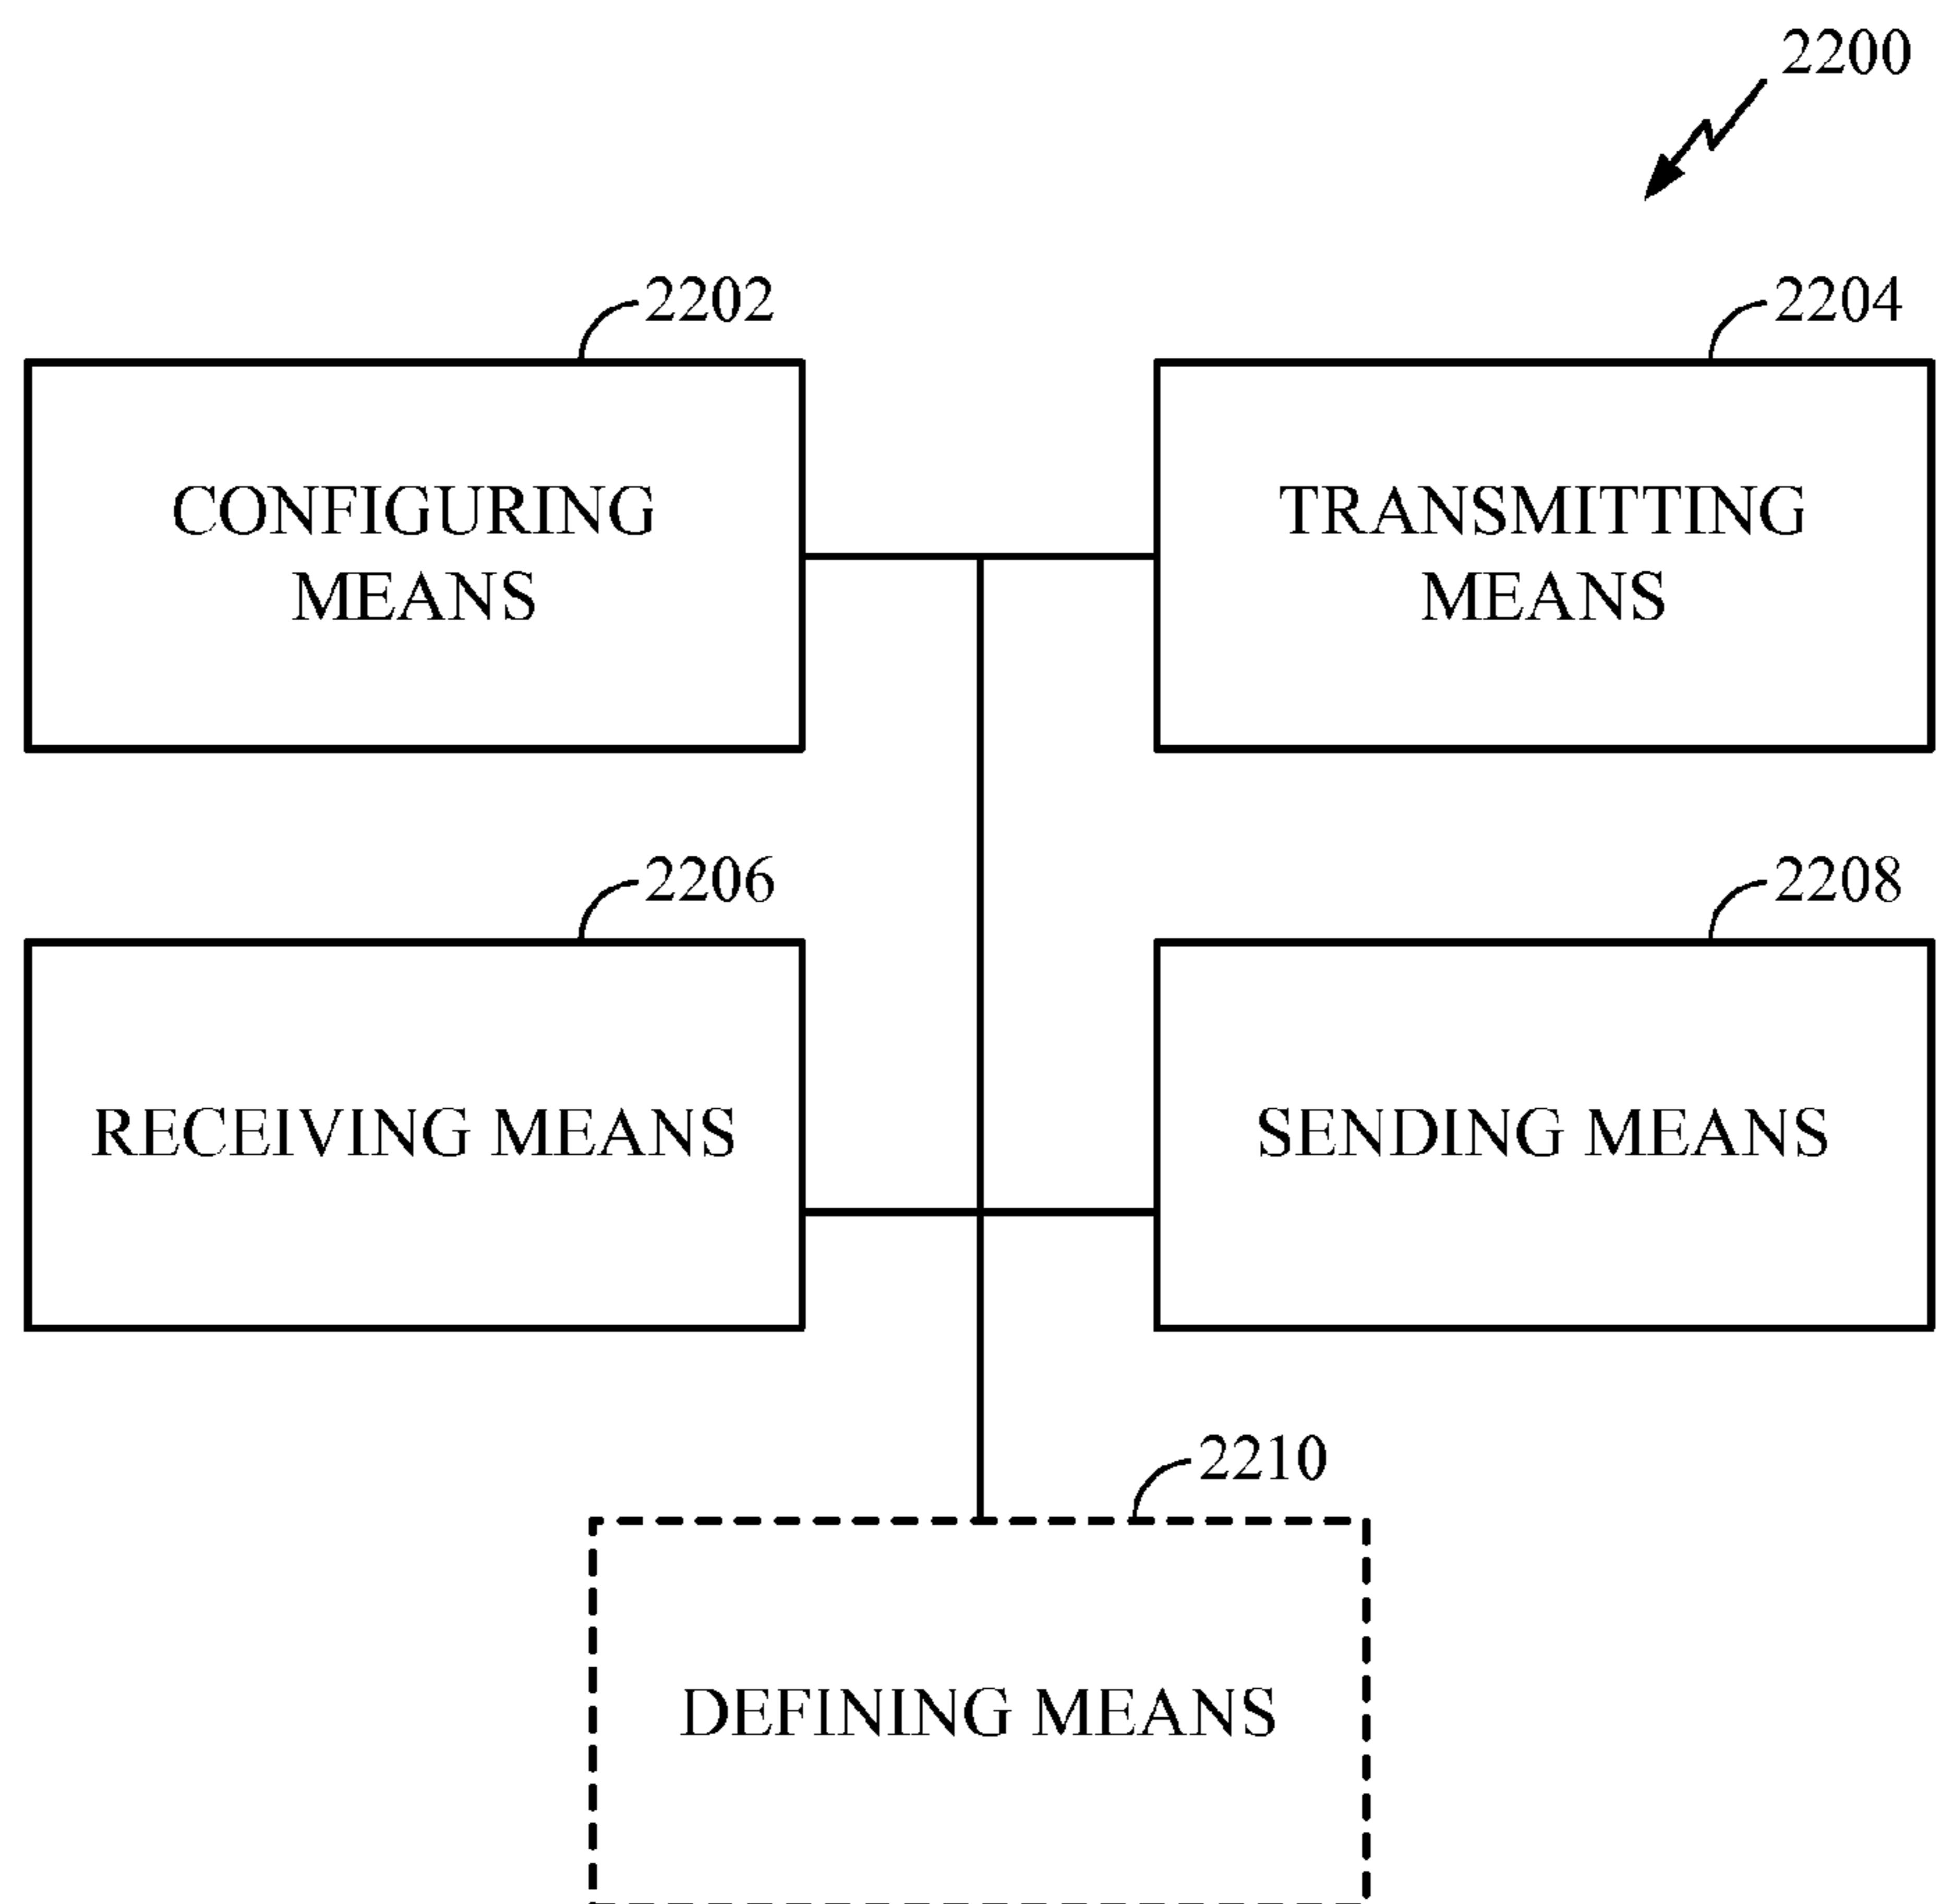 2200
2202
2204
CONFIGURING
MEANS
TRANSMITTING
MEANS
2206
2208
RECEIVING MEANS
SENDING MEANS
2210
DEFINING MEANS